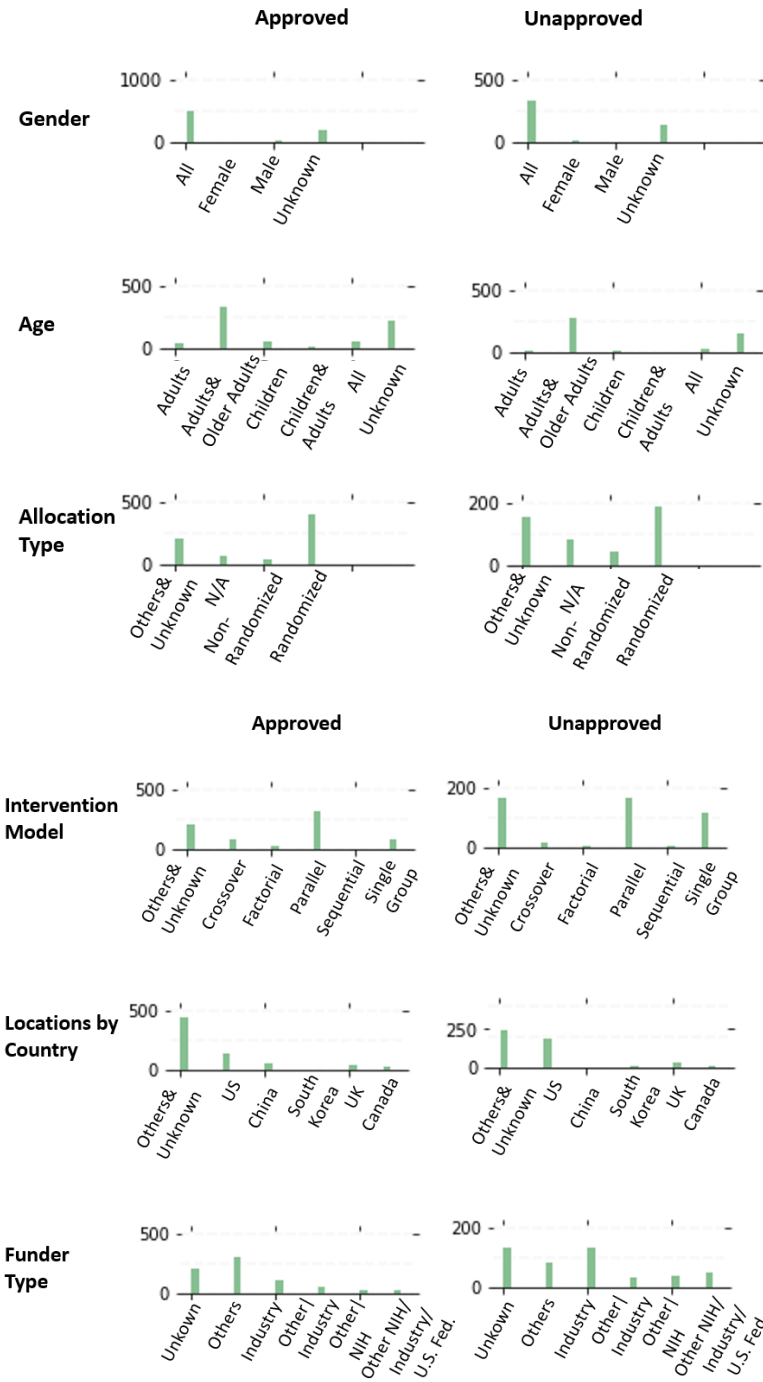 Approved Unapproved
1000 500
Gender
0 0
All Female Male Unknown All Female Male Unknown
500 500
Age
0 0
Adults Adults& Older Adults Children Children& Adults All Unknown Adults Adults& Older Adults Children Children& Adults All Unknown
500 200
Allocation
Type
0 0
Others& Unknown N/A Non- Randomized Randomized Others& Unknown N/A Non- Randomized Randomized
Approved Unapproved
500 200
Intervention
Model
0 0
Others& Unknown Crossover Factorial Parallel Sequential Single Group Others& Unknown Crossover Factorial Parallel Sequential Single Group
500
250
Locations by
Country
0 0
Others& Unknown US China South Korea UK Canada Others& Unknown US China South Korea UK Canada
500 200
Funder
Type
0 0
Unkown Others Industry Other| Industry Other| NIH Other NIH/ Industry/ U.S. Fed. Unkown Others Industry Other| Industry Other| NIH Other NIH/ Industry/ U.S. Fed.